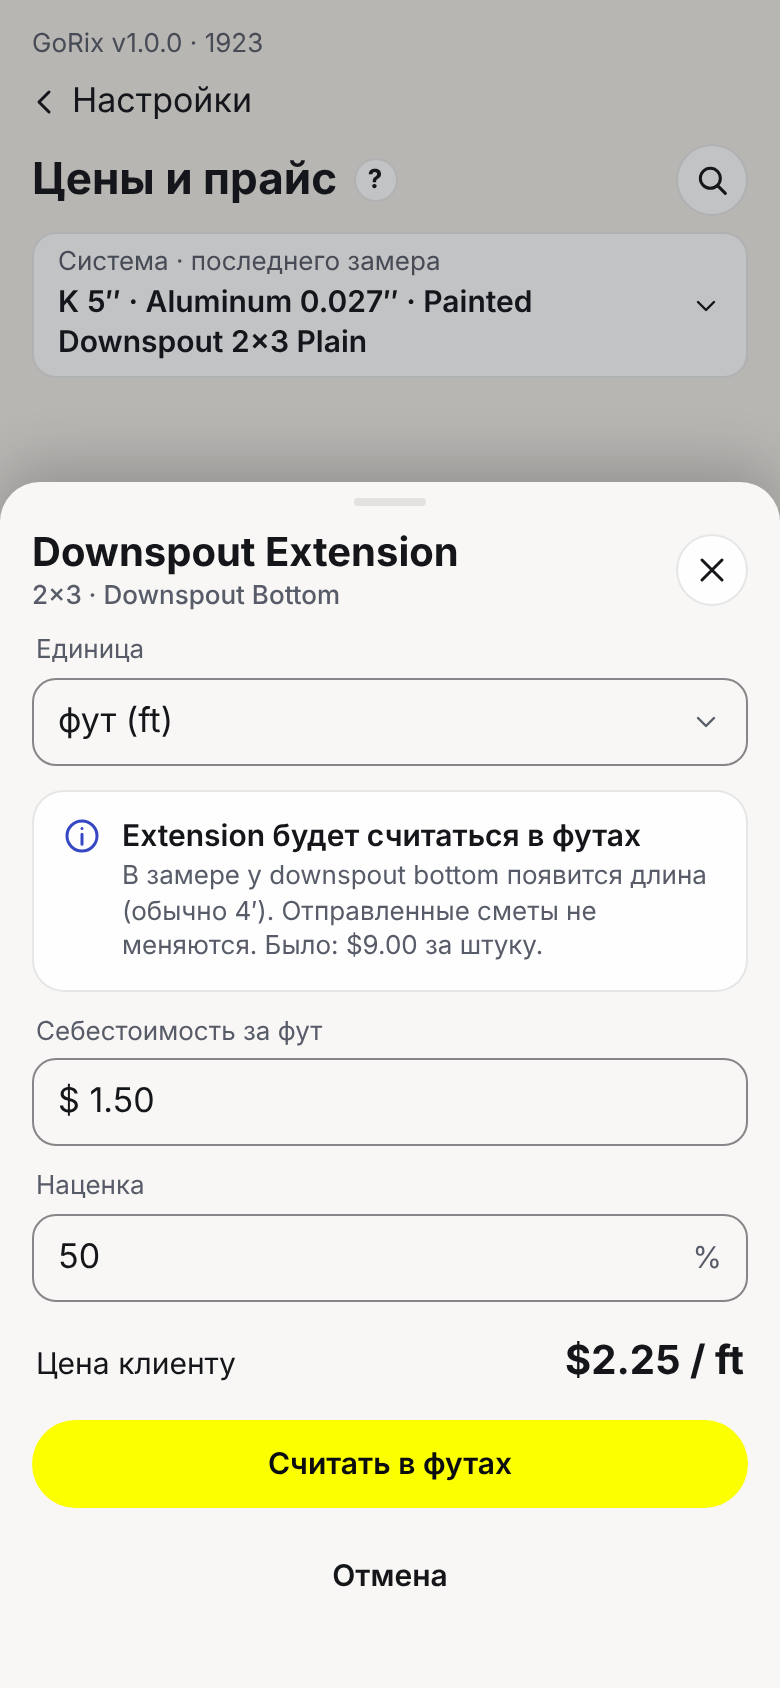 GoRix v1.0.0 · 1923
Настройки
Цены и прайс ?
Система · последнего замера
K 5″ · Aluminum 0.027″ · Painted
Downspout 2×3 Plain
Downspout Extension
2×3 · Downspout Bottom
Единица
фут (ft)
Extension будет считаться в футах
В замере у downspout bottom появится длина
(обычно 4′). Отправленные сметы не
меняются. Было: $9.00 за штуку.
Себестоимость за фут
$ 1.50
Наценка
50 %
Цена клиенту $2.25 / ft
Считать в футах
Отмена